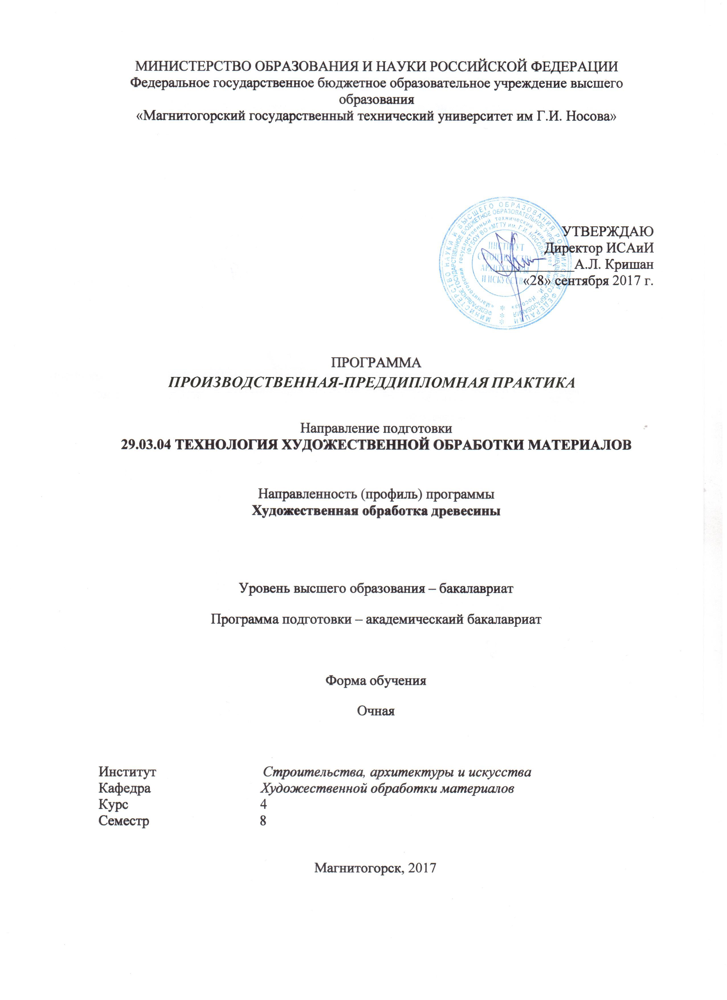 МИНИСТЕРСТВО ОБРАЗОВАНИЯ И НАУКИ РОССИЙСКОЙ ФЕДЕРАЦИИ
Федеральное государственное бюджетное образовательное учреждение высшего
образования
«Магнитогорский государственный технический университет им Г.И. Носова»
МИНИСТЕРСТВО НАУКИ И ВЫСШЕГО ОБРАЗОВАНИЯ РОССИЙСКОЙ ФЕДЕРАЦИИ
ФЕДЕРАЛЬНОЕ ГОСУДАРСТВЕННОЕ БЮДЖЕТНОЕ ОБРАЗОВАТЕЛЬНОЕ УЧРЕЖДЕНИЕ ВЫСШЕГО ОБРАЗОВАНИЯ
«Магнитогорский государственный технический университет им. Г.И. Носова»
(ФГБОУ ВО «МГТУ им. Г.И. НОСОВА»)
ИНСТИТУТ
СТРОИТЕЛЬСТВА
АРХИТЕКТУРЫ
И ИСКУССТВА
УТВЕРЖДАЮ
Директор ИСАиИ
А.Л. Кришан
«28» сентября 2017 г.
ПРОГРАММА
ПРОИЗВОДСТВЕННАЯ-ПРЕДДИПЛОМНАЯ ПРАКТИКА
Направление подготовки
29.03.04 ТЕХНОЛОГИЯ ХУДОЖЕСТВЕННОЙ ОБРАБОТКИ МАТЕРИАЛОВ
Направленность (профиль) программы
Художественная обработка древесины
Уровень высшего образования – бакалавриат
Программа подготовки – академическаий бакалавриат
Форма обучения
Очная
Институт Строительства, архитектуры и искусства
Кафедра Художественной обработки материалов
Курс 4
Семестр 8
Магнитогорск, 2017